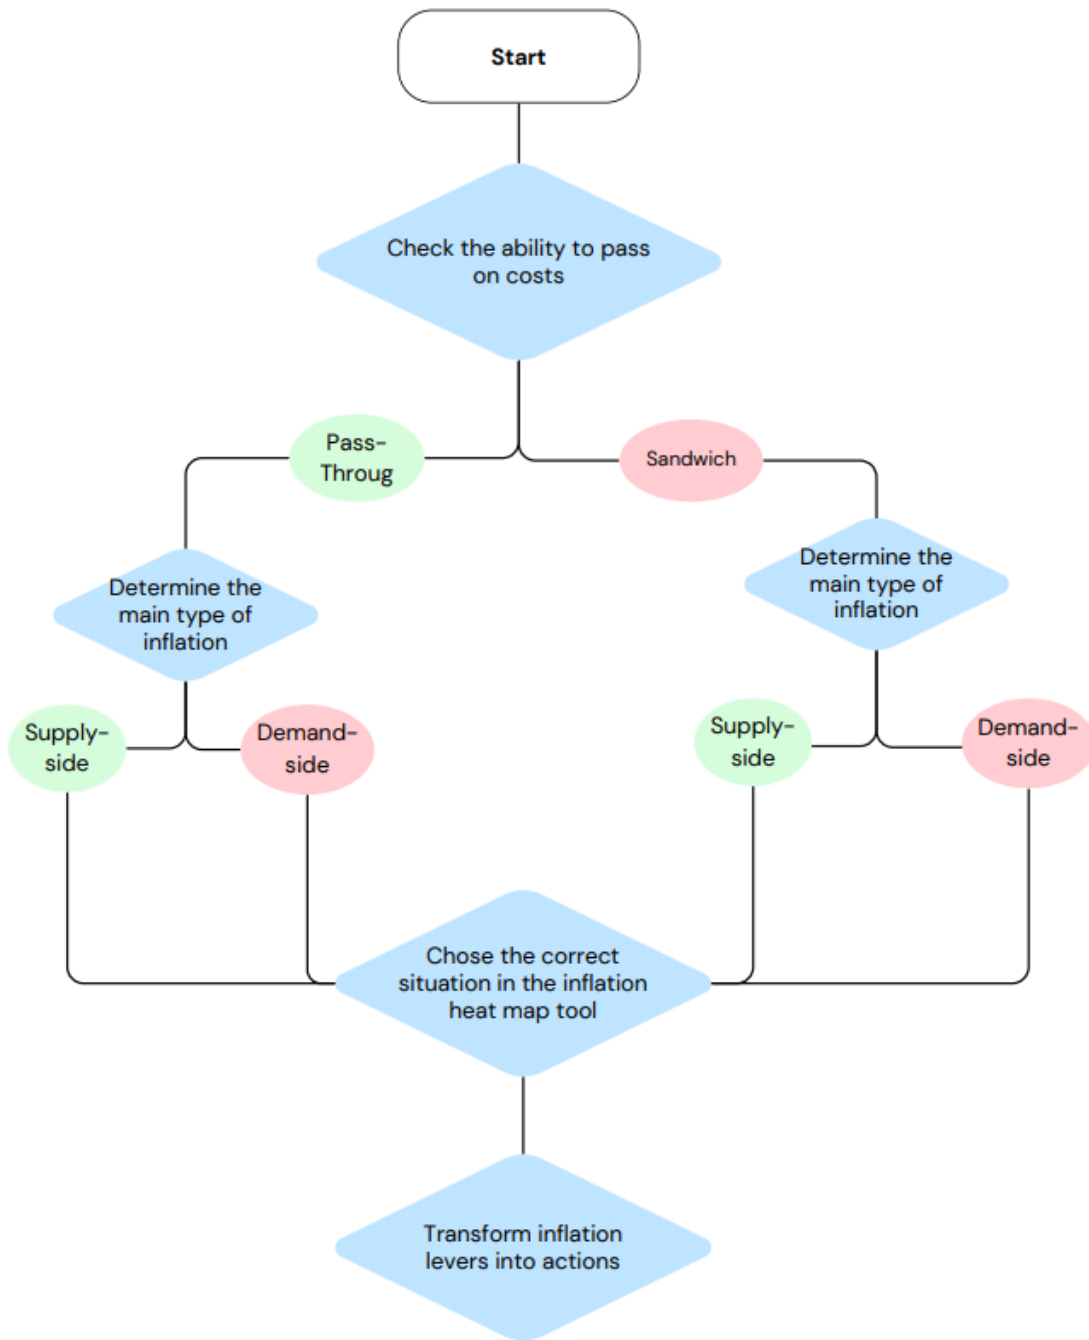 Start
Check the ability to pass
on costs
Pass-
Throug
Sandwich
Determine the
main type of
inflation
Determine the
main type of
inflation
Supply-
side
Demand-
side
Supply-
side
Demand-
side
Chose the correct
situation in the inflation
heat map tool
Transform inflation
levers into actions